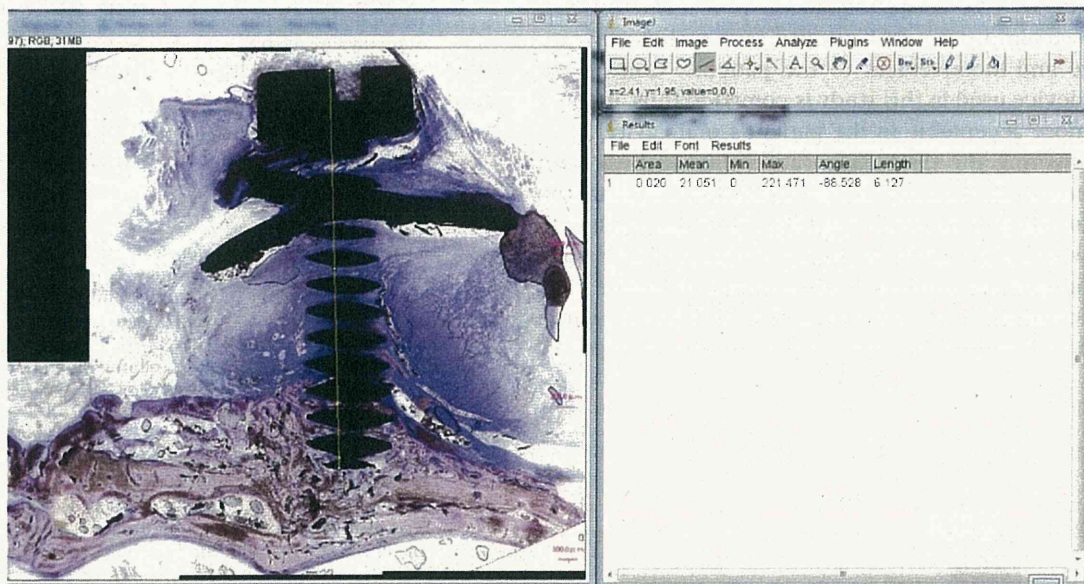 97); RGB, 31MB
ImageJ
File Edit Image Process Analyze Plugins Window Help
A Dev Stk >>
x=2.41, y=1.95, value=0,0,0
Results
File Edit Font Results
Area Mean Min Max Angle Length
1 0.020 21.051 0 221.471 -88.528 6.127